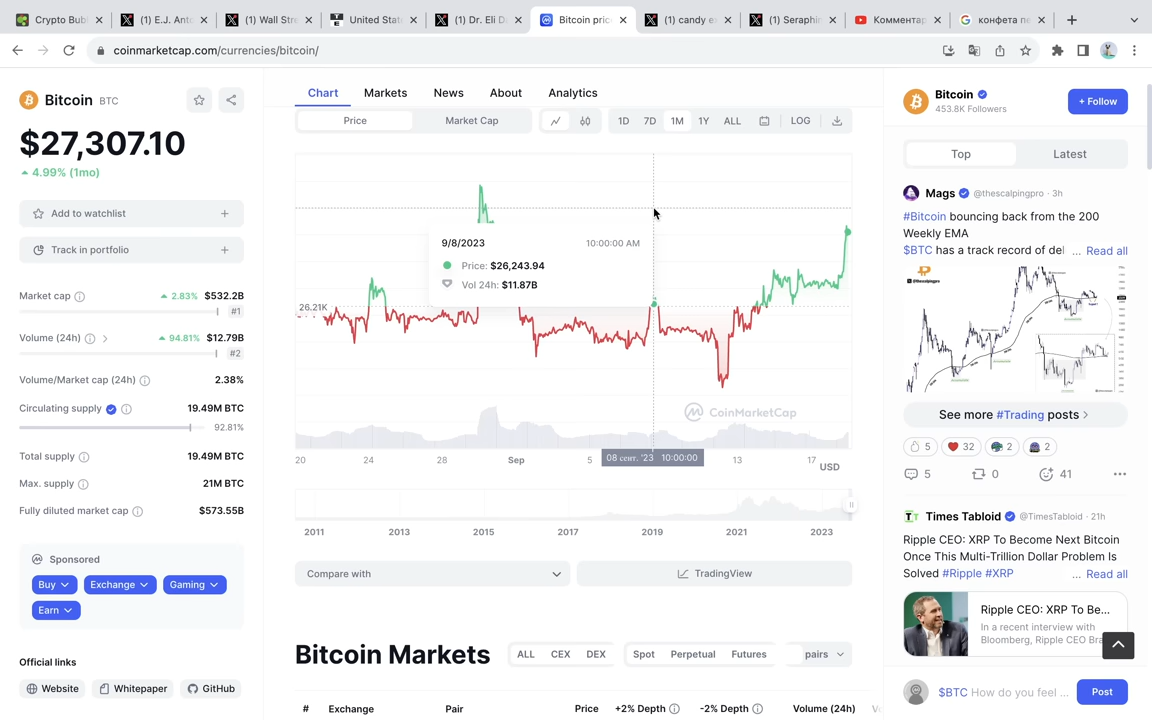 Crypto Bubl
(1) E.J. Anto
(1) Wall Stre
United State
(1) Dr. Eli D
Bitcoin pric
(1) candy e
(1) Seraphin
Комментар
конфета пе
coinmarketcap.com/currencies/bitcoin/
Bitcoin BTC
$27,307.10
4.99% (1mo)
Add to watchlist +
Track in portfolio +
Market cap 2.83% $532.2B
#1
Volume (24h) 94.81% $12.79B
#2
Volume/Market cap (24h) 2.38%
Circulating supply 19.49M BTC
92.81%
Total supply 19.49M BTC
Max. supply 21M BTC
Fully diluted market cap $573.55B
Sponsored
Buy Exchange Gaming
Earn
Official links
Website Whitepaper GitHub
Chart Markets News About Analytics
Price Market Cap 1D 7D 1M 1Y ALL LOG
9/8/2023 10:00:00 AM
Price: $26,243.94
Vol 24h: $11.87B
26.21K
CoinMarketCap
20 24 28 Sep 5 08 сент. '23 10:00:00 13 17 USD
2011 2013 2015 2017 2019 2021 2023
Compare with TradingView
Bitcoin Markets ALL CEX DEX Spot Perpetual Futures pairs
# Exchange Pair Price +2% Depth -2% Depth Volume (24h)
Bitcoin
453.8K Followers
+ Follow
Top Latest
Mags @thescalpingpro · 3h
#Bitcoin bouncing back from the 200
Weekly EMA
$BTC has a track record of del ... Read all
@thescalpingpro
See more #Trading posts >
5 32 2 2
5 0 41
Times Tabloid @TimesTabloid · 21h
Ripple CEO: XRP To Become Next Bitcoin
Once This Multi-Trillion Dollar Problem Is
Solved #Ripple #XRP ... Read all
Ripple CEO: XRP To Be...
In a recent interview with
Bloomberg, Ripple CEO Bra
$BTC How do you feel ... Post